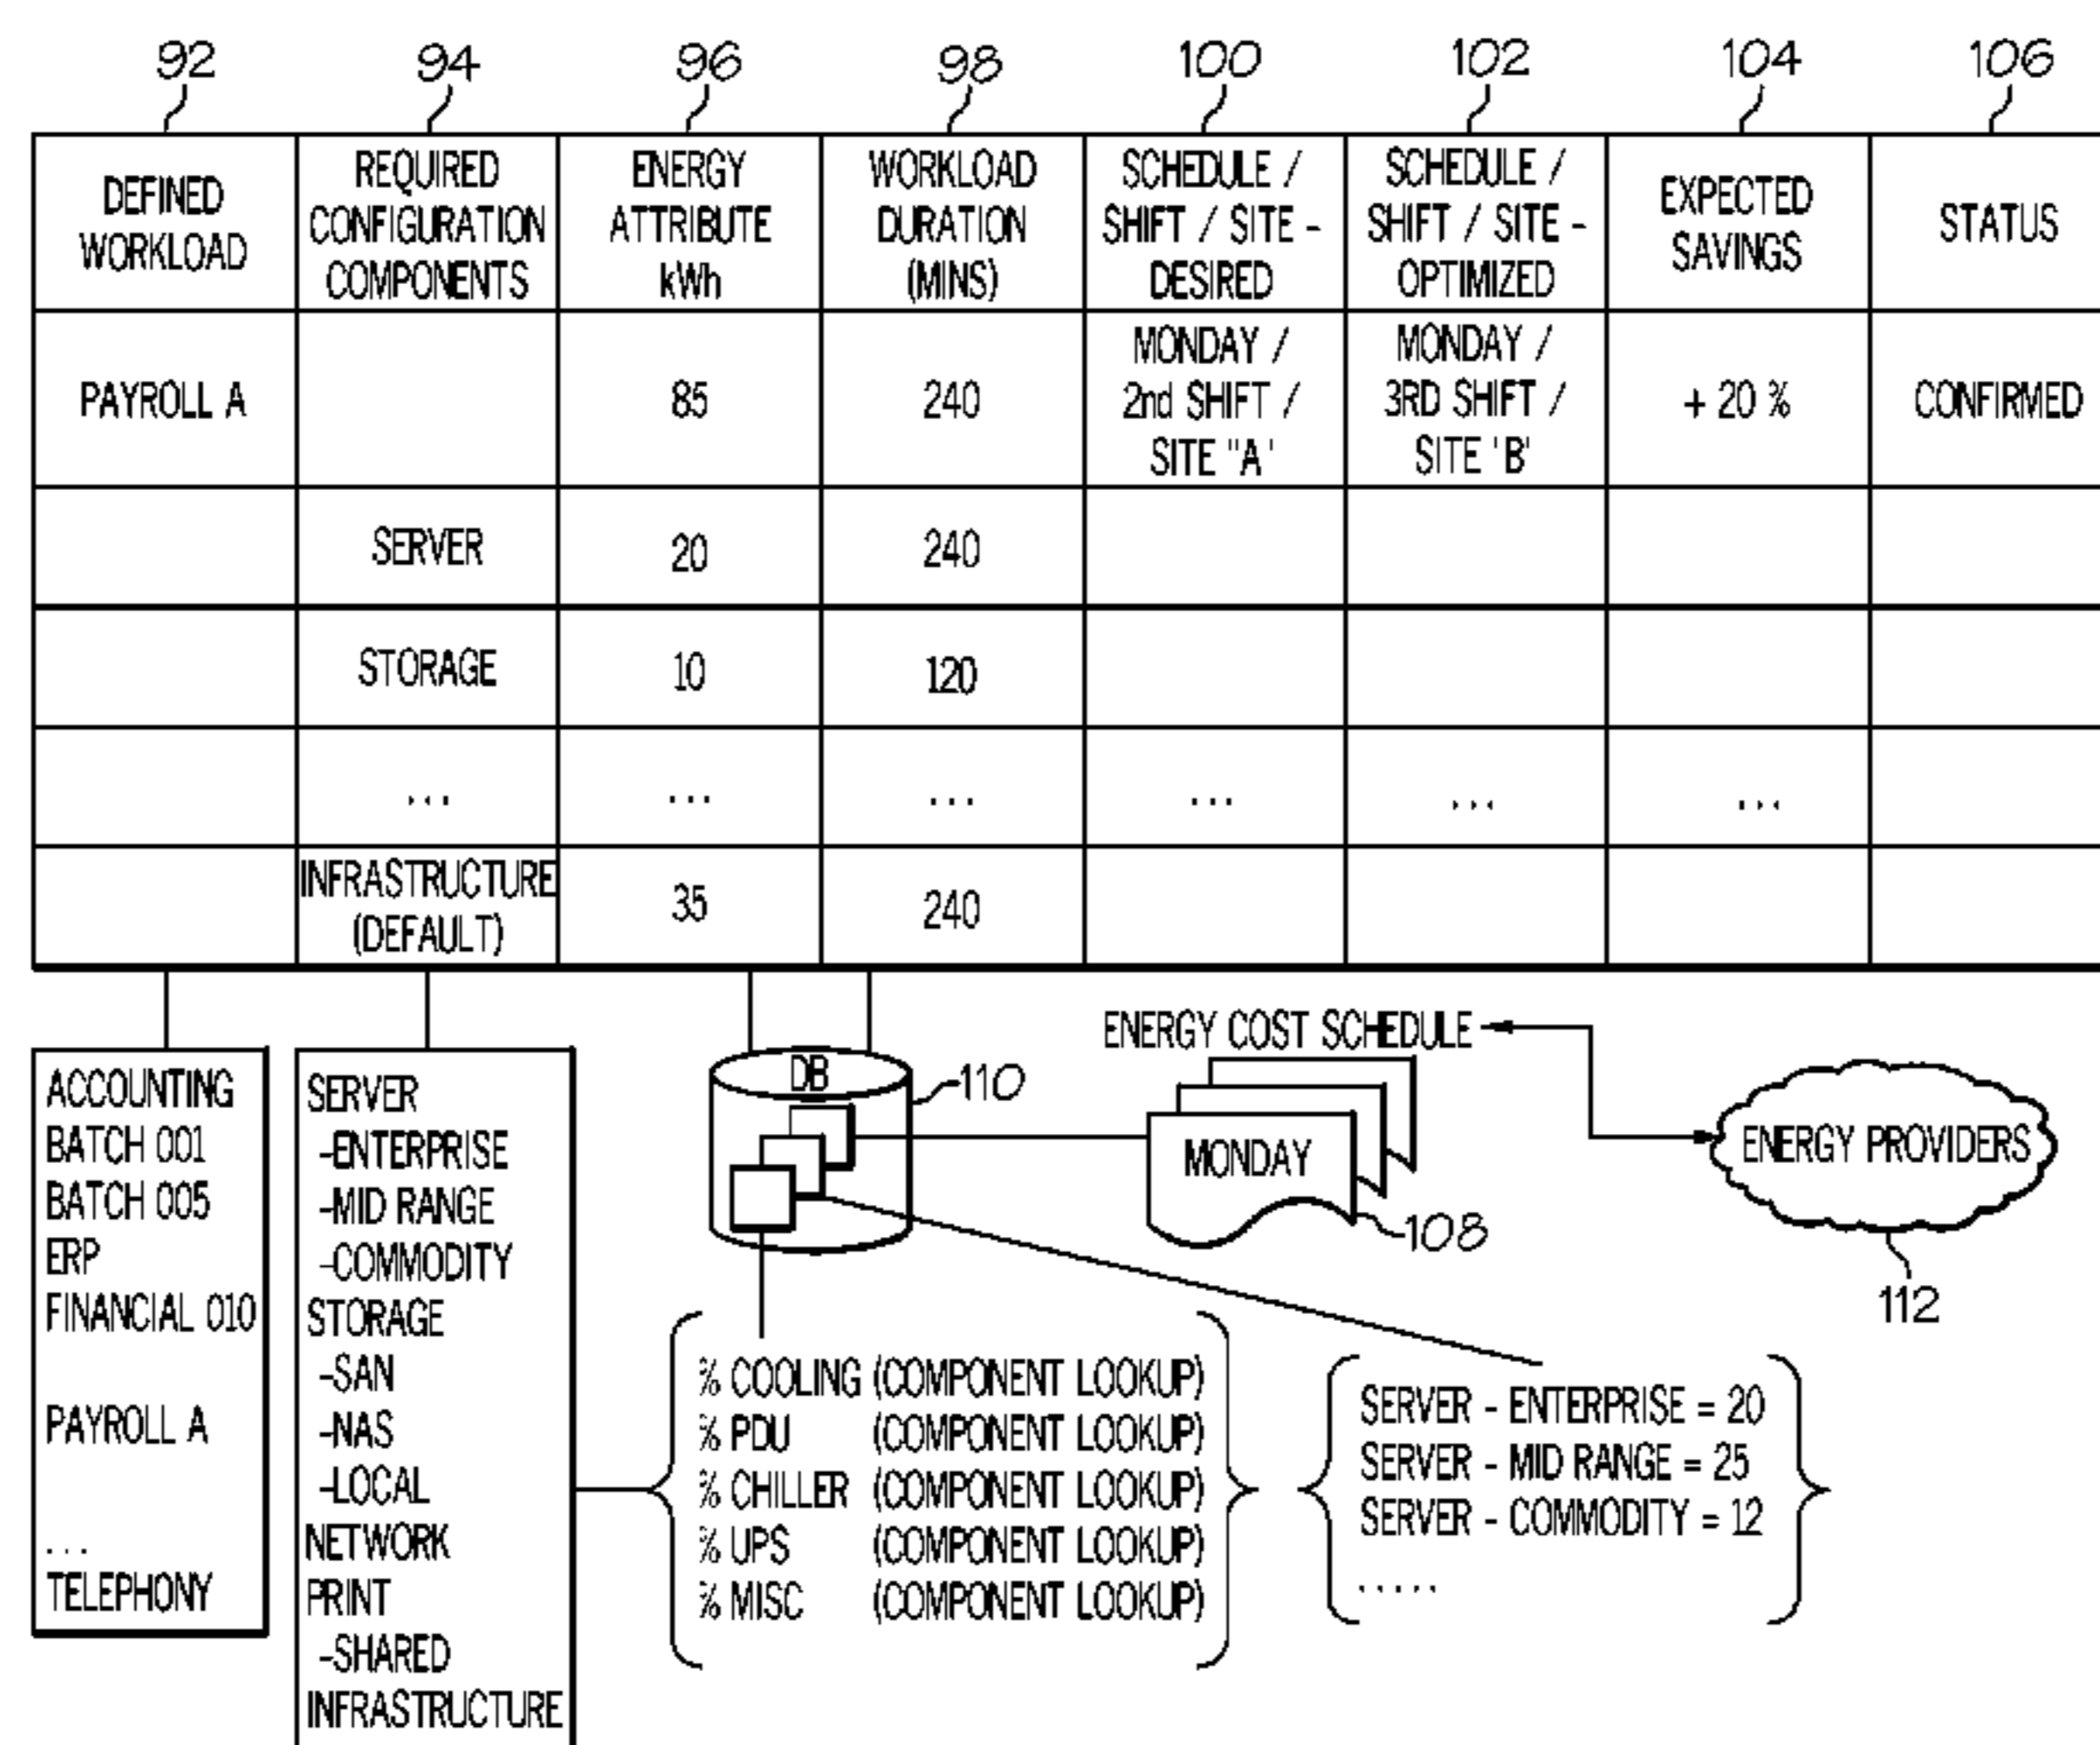 92 94 96 98 100 102 104 106
DEFINED
WORKLOAD
REQUIRED
CONFIGURATION
COMPONENTS
ENERGY
ATTRIBUTE
kWh
WORKLOAD
DURATION
(MINS)
SCHEDULE /
SHIFT / SITE -
DESIRED
SCHEDULE /
SHIFT / SITE -
OPTIMIZED
EXPECTED
SAVINGS
STATUS
PAYROLL A
85
240
MONDAY /
2nd SHIFT /
SITE "A'
MONDAY /
3RD SHIFT /
SITE 'B'
+ 20 %
CONFIRMED
SERVER
20
240
STORAGE
10
120
... ... ... ... ... ...
INFRASTRUCTURE
(DEFAULT)
35
240
ACCOUNTING
BATCH 001
BATCH 005
ERP
FINANCIAL 010
PAYROLL A
...
TELEPHONY
SERVER
-ENTERPRISE
-MID RANGE
-COMMODITY
STORAGE
-SAN
-NAS
-LOCAL
NETWORK
PRINT
-SHARED
INFRASTRUCTURE
DB
110
ENERGY COST SCHEDULE
MONDAY
108
ENERGY PROVIDERS
112
% COOLING (COMPONENT LOOKUP)
% PDU (COMPONENT LOOKUP)
% CHILLER (COMPONENT LOOKUP)
% UPS (COMPONENT LOOKUP)
% MISC (COMPONENT LOOKUP)
SERVER - ENTERPRISE = 20
SERVER - MID RANGE = 25
SERVER - COMMODITY = 12
.....